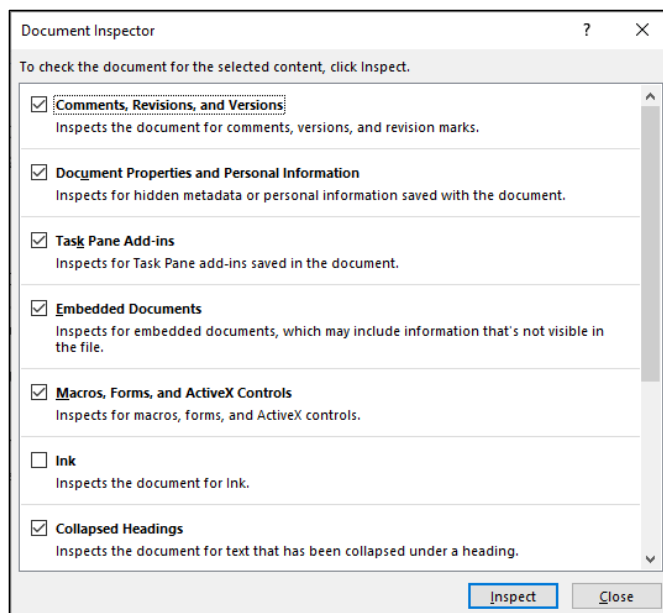 Document Inspector
?
To check the document for the selected content, click Inspect.
Comments, Revisions, and Versions
Inspects the document for comments, versions, and revision marks.
Document Properties and Personal Information
Inspects for hidden metadata or personal information saved with the document.
Task Pane Add-ins
Inspects for Task Pane add-ins saved in the document.
Embedded Documents
Inspects for embedded documents, which may include information that's not visible in
the file.
Macros, Forms, and ActiveX Controls
Inspects for macros, forms, and ActiveX controls.
Ink
Inspects the document for Ink.
Collapsed Headings
Inspects the document for text that has been collapsed under a heading.
Inspect Close